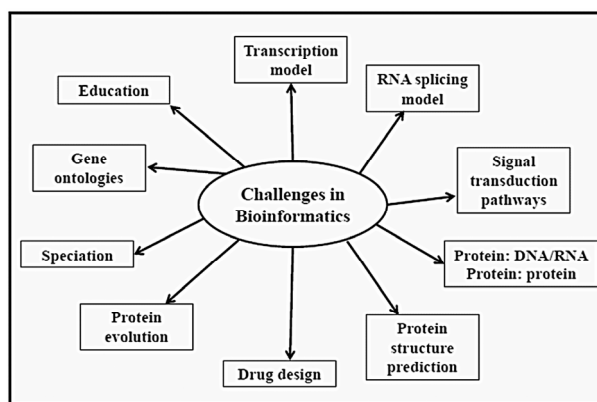 Transcription
model
RNA splicing
model
Education
Gene
ontologies
Challenges in
Bioinformatics
Signal
transduction
pathways
Speciation
Protein: DNA/RNA
Protein: protein
Protein
evolution
Drug design
Protein
structure
prediction